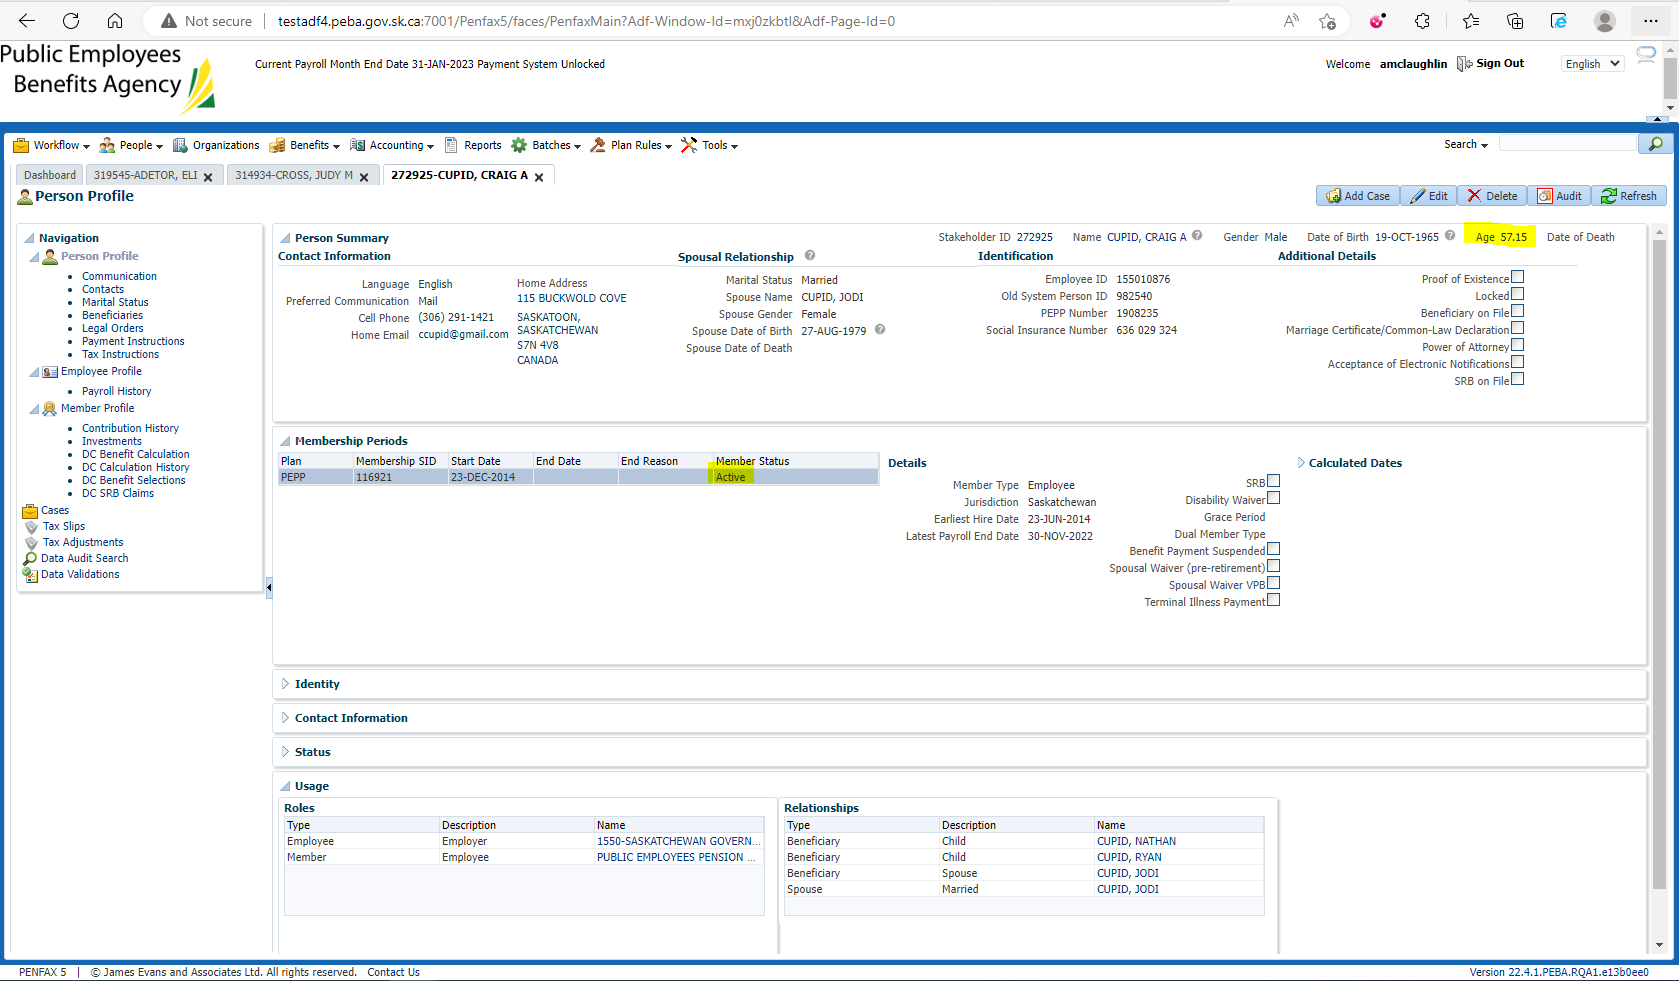 Not secure | testadf4.peba.gov.sk.ca:7001/Penfax5/faces/PenfaxMain?Adf-Window-Id=mxj0zkbtl&Adf-Page-Id=0
Public Employees
Benefits Agency
Current Payroll Month End Date 31-JAN-2023 Payment System Unlocked
Welcome amclaughlin Sign Out English
Workflow People Organizations Benefits Accounting Reports Batches Plan Rules Tools Search
Dashboard 319545-ADETOR, ELI 314934-CROSS, JUDY M 272925-CUPID, CRAIG A
Person Profile
Add Case Edit Delete Audit Refresh
Navigation
Person Profile
Communication
Contacts
Marital Status
Beneficiaries
Legal Orders
Payment Instructions
Tax Instructions
Employee Profile
Payroll History
Member Profile
Contribution History
Investments
DC Benefit Calculation
DC Calculation History
DC Benefit Selections
DC SRB Claims
Cases
Tax Slips
Tax Adjustments
Data Audit Search
Data Validations
Person Summary
Stakeholder ID 272925 Name CUPID, CRAIG A Gender Male Date of Birth 19-OCT-1965 Age 57.15 Date of Death
Contact Information
Language English
Preferred Communication Mail
Cell Phone (306) 291-1421
Home Email ccupid@gmail.com
Home Address
115 BUCKWOLD COVE
SASKATOON,
SASKATCHEWAN
S7N 4V8
CANADA
Spousal Relationship
Marital Status Married
Spouse Name CUPID, JODI
Spouse Gender Female
Spouse Date of Birth 27-AUG-1979
Spouse Date of Death
Identification
Employee ID 155010876
Old System Person ID 982540
PEPP Number 1908235
Social Insurance Number 636 029 324
Additional Details
Proof of Existence
Locked
Beneficiary on File
Marriage Certificate/Common-Law Declaration
Power of Attorney
Acceptance of Electronic Notifications
SRB on File
Membership Periods
Plan Membership SID Start Date End Date End Reason Member Status
PEPP 116921 23-DEC-2014 Active
Details
Member Type Employee
Jurisdiction Saskatchewan
Earliest Hire Date 23-JUN-2014
Latest Payroll End Date 30-NOV-2022
SRB
Disability Waiver
Grace Period
Dual Member Type
Benefit Payment Suspended
Spousal Waiver (pre-retirement)
Spousal Waiver VPB
Terminal Illness Payment
Calculated Dates
Identity
Contact Information
Status
Usage
Roles
Type Description Name
Employee Employer 1550-SASKATCHEWAN GOVERN...
Member Employee PUBLIC EMPLOYEES PENSION ...
Relationships
Type Description Name
Beneficiary Child CUPID, NATHAN
Beneficiary Child CUPID, RYAN
Beneficiary Spouse CUPID, JODI
Spouse Married CUPID, JODI
PENFAX 5 | © James Evans and Associates Ltd. All rights reserved. Contact Us
Version 22.4.1.PEBA.RQA1.e13b0ee0